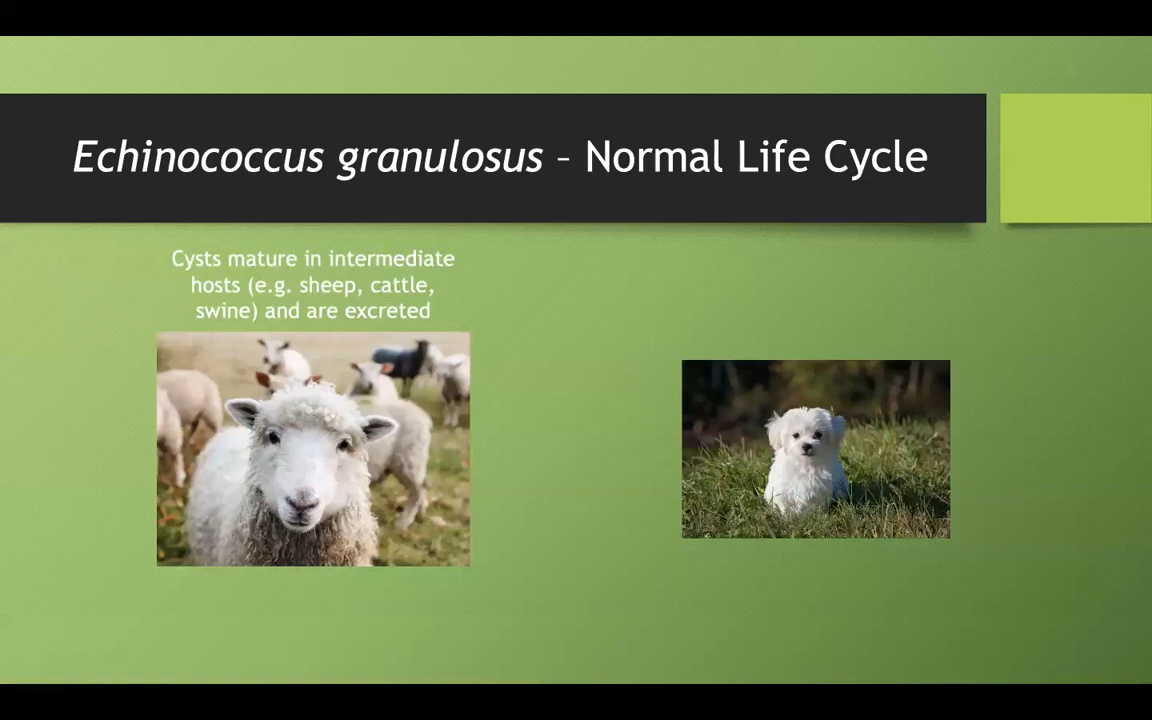 Echinococcus granulosus – Normal Life Cycle
Cysts mature in intermediate
hosts (e.g. sheep, cattle,
swine) and are excreted